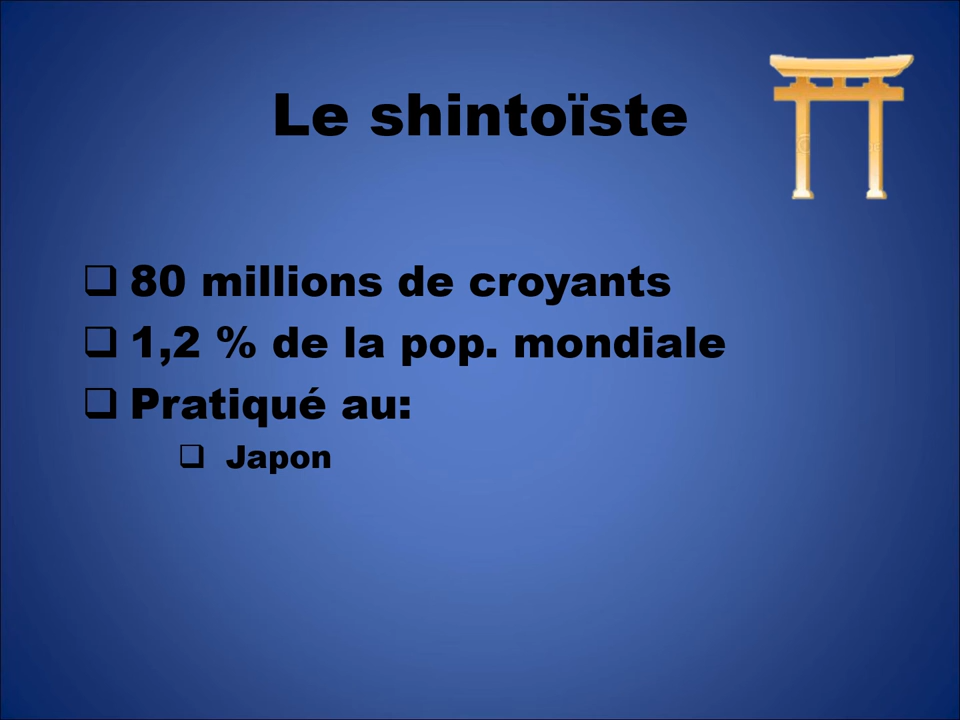 Le shintoïste
❑ 80 millions de croyants
❑ 1,2 % de la pop. mondiale
❑ Pratiqué au:
❑ Japon